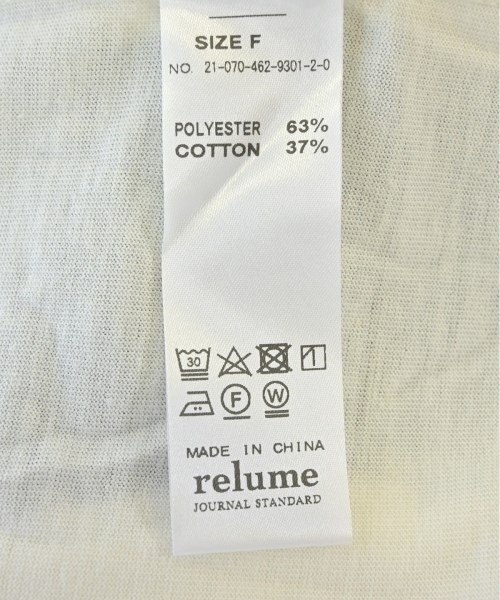 SIZE F
NO. 21-070-462-9301-2-0
POLYESTER 63%
COTTON 37%
30
F W
MADE IN CHINA
relume
JOURNAL STANDARD